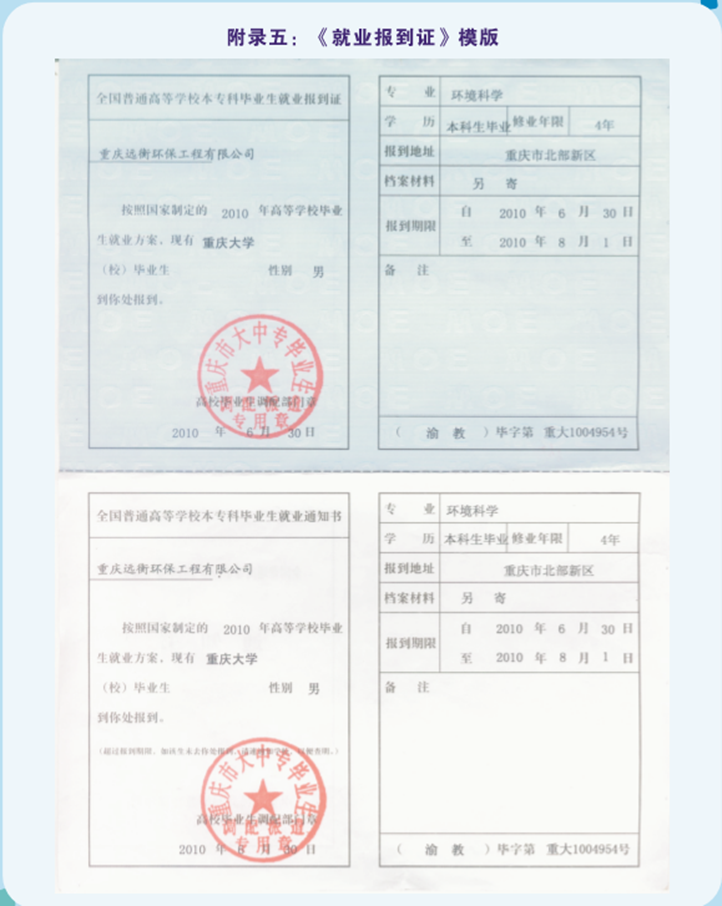 附录五：《就业报到证》模版
全国普通高等学校本专科毕业生就业报到证
重庆远衡环保工程有限公司
按照国家制定的 2010 年高等学校毕业
生就业方案，现有 重庆大学
（校）毕业生 性别 男
到你处报到。
重庆市大中专毕业生
高校毕业生调配部门章
调配派遣
专用章
2010 年 6 月 30 日
专 业 环境科学
学 历 本科生毕业 修业年限 4年
报到地址 重庆市北部新区
档案材料 另 寄
报到期限
自 2010 年 6 月 30 日
至 2010 年 8 月 1 日
备 注
（ 渝 教 ）毕字第 重大1004954号
全国普通高等学校本专科毕业生就业通知书
重庆远衡环保工程有限公司
按照国家制定的 2010 年高等学校毕业
生就业方案，现有 重庆大学
（校）毕业生 性别 男
到你处报到。
（超过报到期限，如该生未去你处报到，
重庆市大中专毕业生
高校毕业生调配部门章
调配派遣
专用章
2010 年 6 月 30 日
专 业 环境科学
学 历 本科生毕业 修业年限 4年
报到地址 重庆市北部新区
档案材料 另 寄
报到期限
自 2010 年 6 月 30 日
至 2010 年 8 月 1 日
备 注
（ 渝 教 ）毕字第 重大1004954号